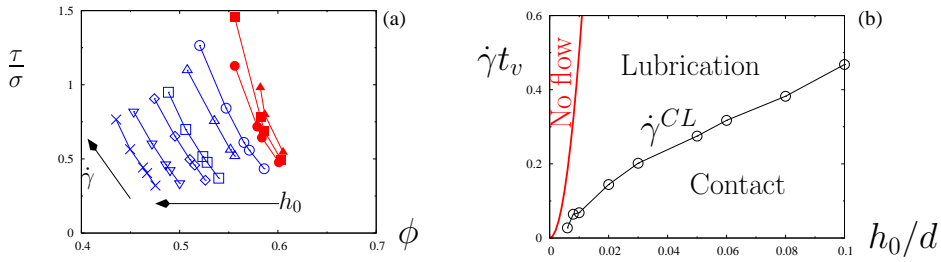 (a)
τ/σ
1.5
1
0.5
0
γ̇
h₀
0.4
0.5
0.6
0.7
ϕ
(b)
γ̇t_v
0.6
0.4
0.2
0
No flow
Lubrication
γ̇^{CL}
Contact
0
0.02
0.04
0.06
0.08
0.1
h₀/d